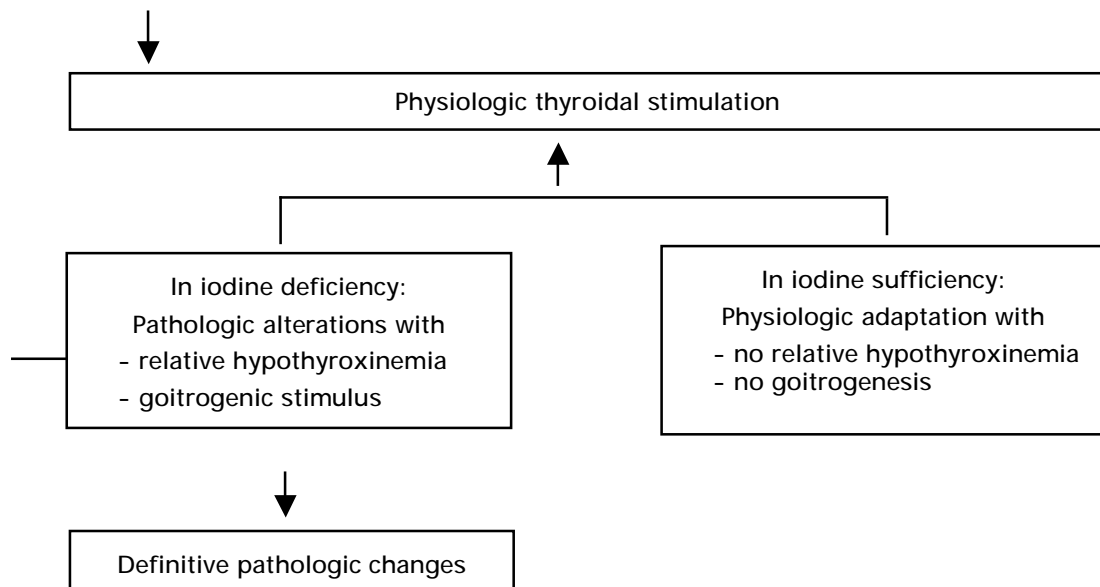 Physiologic thyroidal stimulation
In iodine deficiency:
Pathologic alterations with
- relative hypothyroxinemia
- goitrogenic stimulus
In iodine sufficiency:
Physiologic adaptation with
- no relative hypothyroxinemia
- no goitrogenesis
Definitive pathologic changes